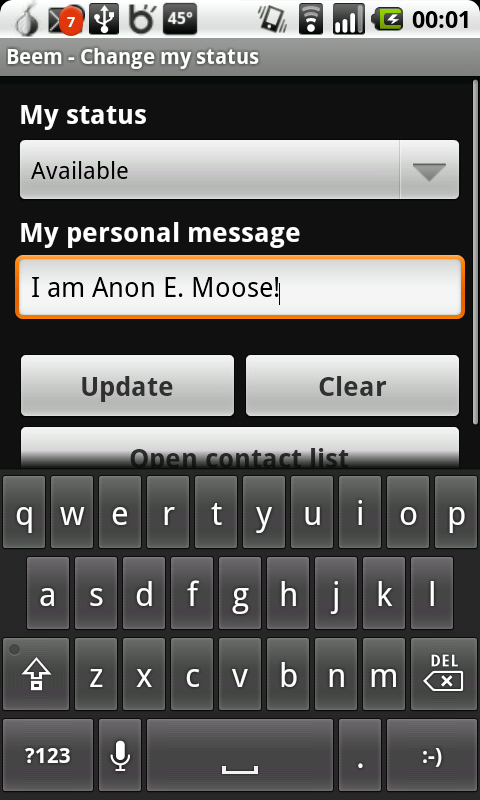 7 45° 00:01
Beem - Change my status
My status
Available
My personal message
I am Anon E. Moose!
Update Clear
Open contact list
q w e r t y u i o p
a s d f g h j k l
z x c v b n m DEL
?123 . :-)